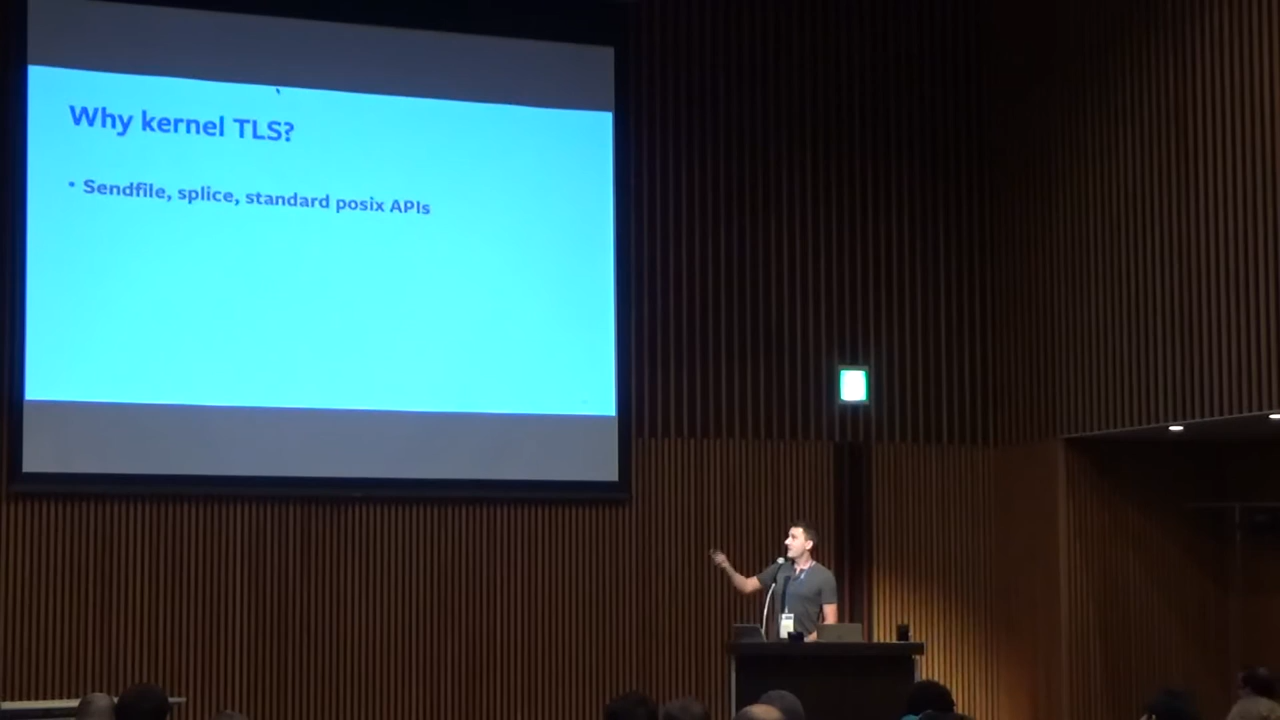 Why kernel TLS?
• Sendfile, splice, standard posix APIs